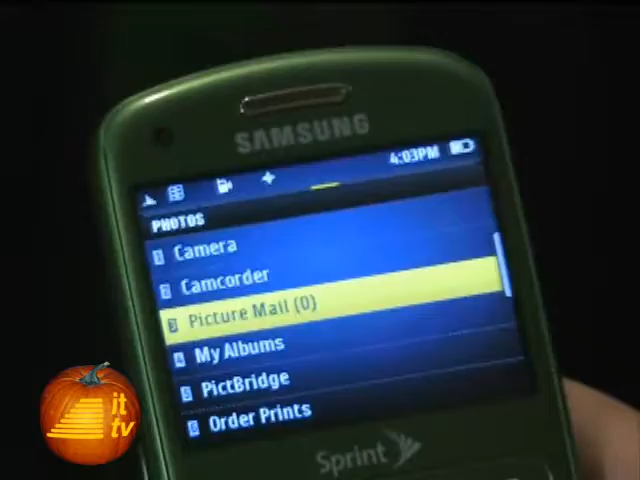 SAMSUNG
4:03PM
PHOTOS
1 Camera
2 Camcorder
3 Picture Mail (0)
4 My Albums
5 PictBridge
6 Order Prints
Sprint
it
tv